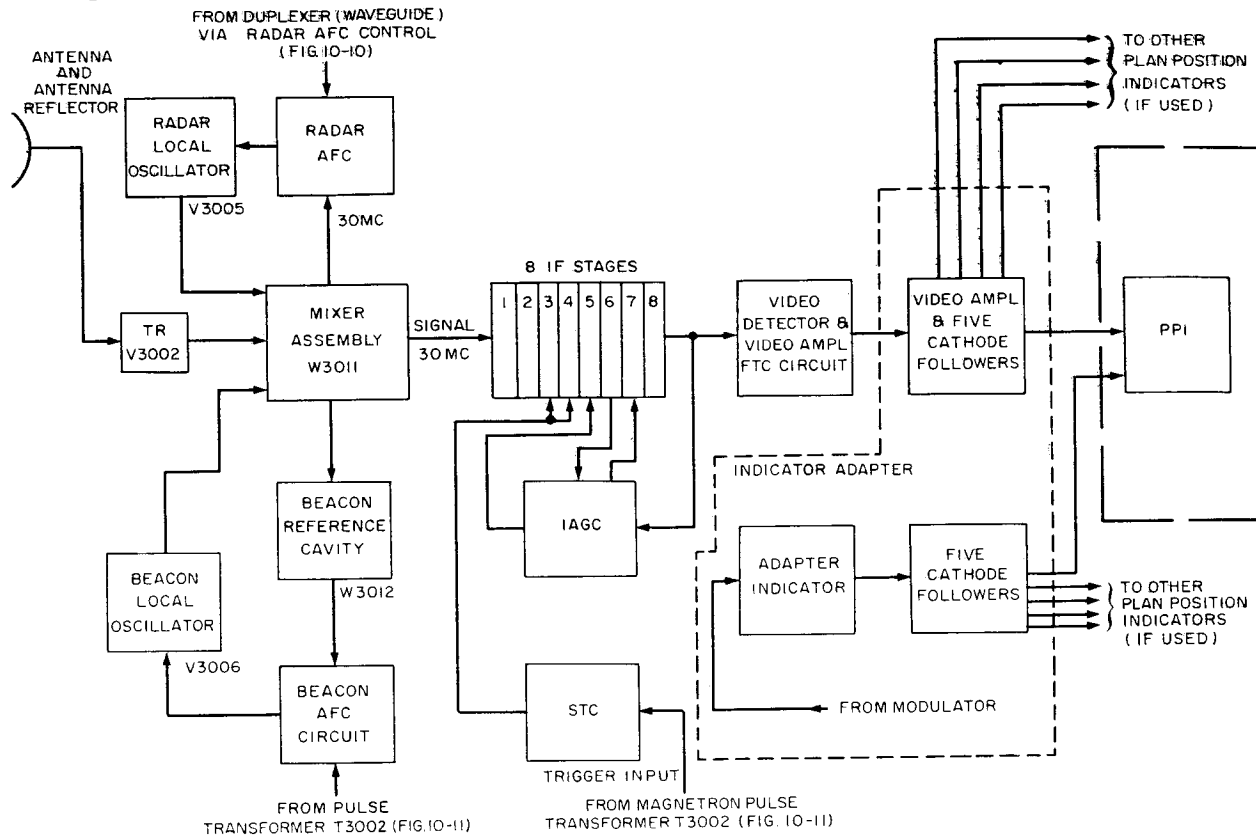 FROM DUPLEXER (WAVEGUIDE)
VIA RADAR AFC CONTROL
(FIG. 10-10)
ANTENNA
AND
ANTENNA
REFLECTOR
RADAR
LOCAL
OSCILLATOR
V3005
RADAR
AFC
30MC
TO OTHER
PLAN POSITION
INDICATORS
(IF USED)
TR
V3002
MIXER
ASSEMBLY
W3011
SIGNAL
30 MC
8 IF STAGES
1 2 3 4 5 6 7 8
VIDEO
DETECTOR &
VIDEO AMPL
FTC CIRCUIT
VIDEO AMPL
& FIVE
CATHODE
FOLLOWERS
PPI
INDICATOR ADAPTER
BEACON
REFERENCE
CAVITY
W3012
IAGC
BEACON
LOCAL
OSCILLATOR
V3006
ADAPTER
INDICATOR
FIVE
CATHODE
FOLLOWERS
TO OTHER
PLAN POSITION
INDICATORS
(IF USED)
BEACON
AFC
CIRCUIT
STC
FROM MODULATOR
TRIGGER INPUT
FROM PULSE
TRANSFORMER T3002 (FIG. 10-11)
FROM MAGNETRON PULSE
TRANSFORMER T3002 (FIG. 10-11)